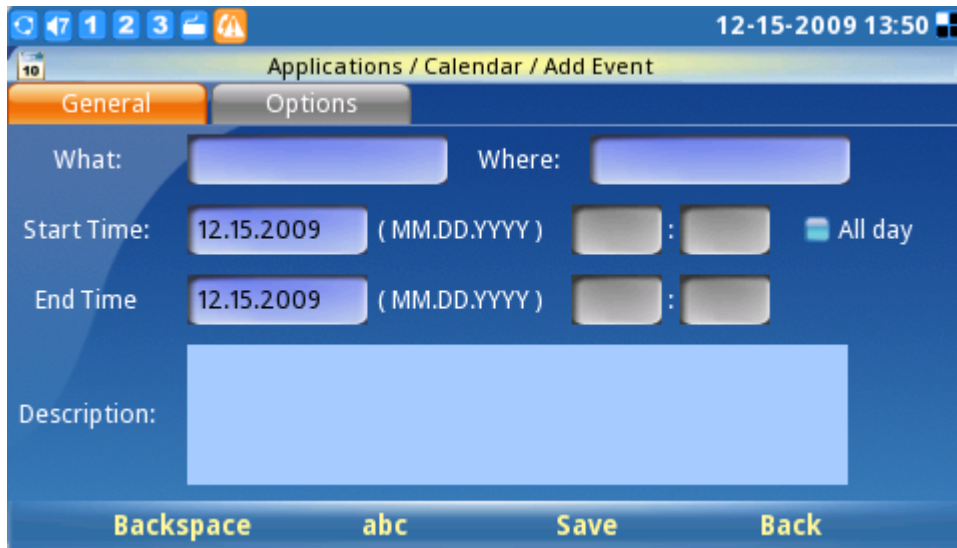 7 1 2 3 12-15-2009 13:50
10 Applications / Calendar / Add Event
General Options
What: Where:
Start Time: 12.15.2009 ( MM.DD.YYYY ) : All day
End Time 12.15.2009 ( MM.DD.YYYY ) :
Description:
Backspace abc Save Back